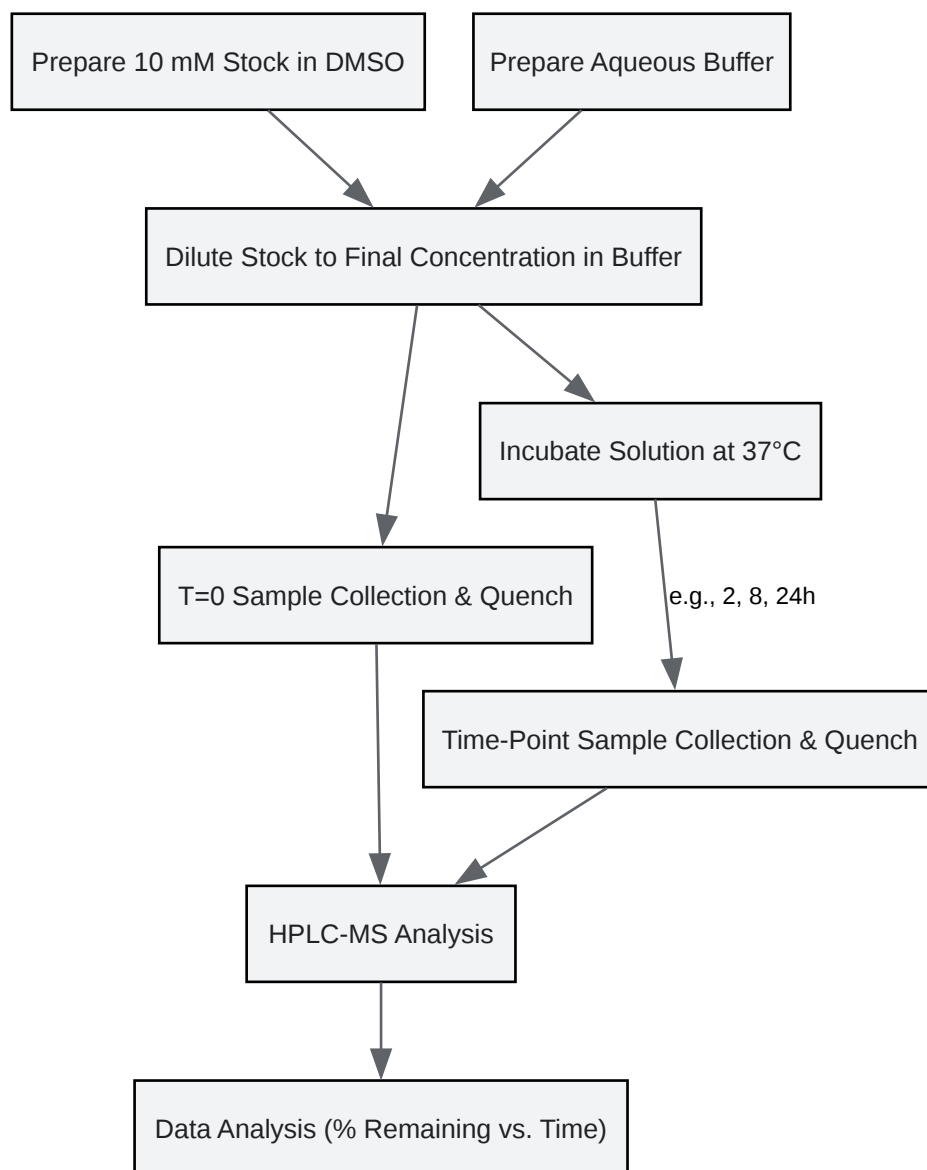 Prepare 10 mM Stock in DMSO
Prepare Aqueous Buffer
Dilute Stock to Final Concentration in Buffer
Incubate Solution at 37°C
T=0 Sample Collection & Quench
e.g., 2, 8, 24h
Time-Point Sample Collection & Quench
HPLC-MS Analysis
Data Analysis (% Remaining vs. Time)